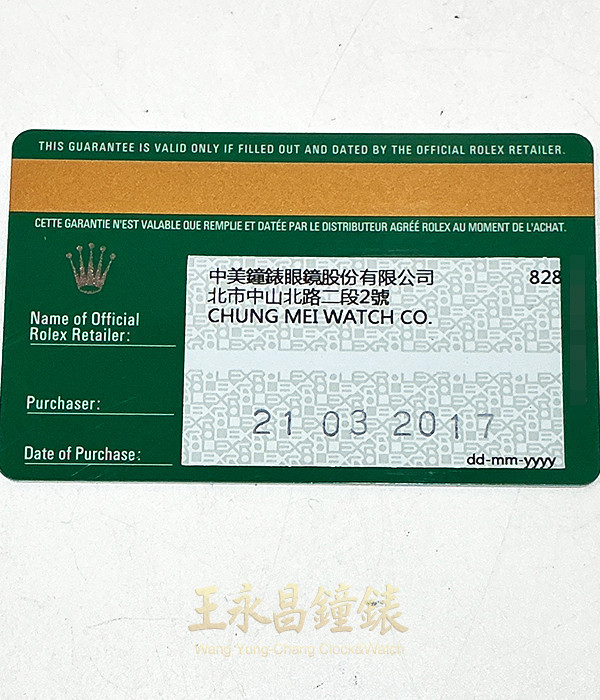 THIS GUARANTEE IS VALID ONLY IF FILLED OUT AND DATED BY THE OFFICIAL ROLEX RETAILER.
CETTE GARANTIE N'EST VALABLE QUE REMPLIE ET DATÉE PAR LE DISTRIBUTEUR AGRÉÉ ROLEX AU MOMENT DE L'ACHAT.
中美鐘錶眼鏡股份有限公司 828
北市中山北路二段2號
CHUNG MEI WATCH CO.
Name of Official
Rolex Retailer:
Purchaser:
21 03 2017
Date of Purchase:
dd-mm-yyyy
王永昌鐘錶
Wang Yung-Chang Clock&Watch